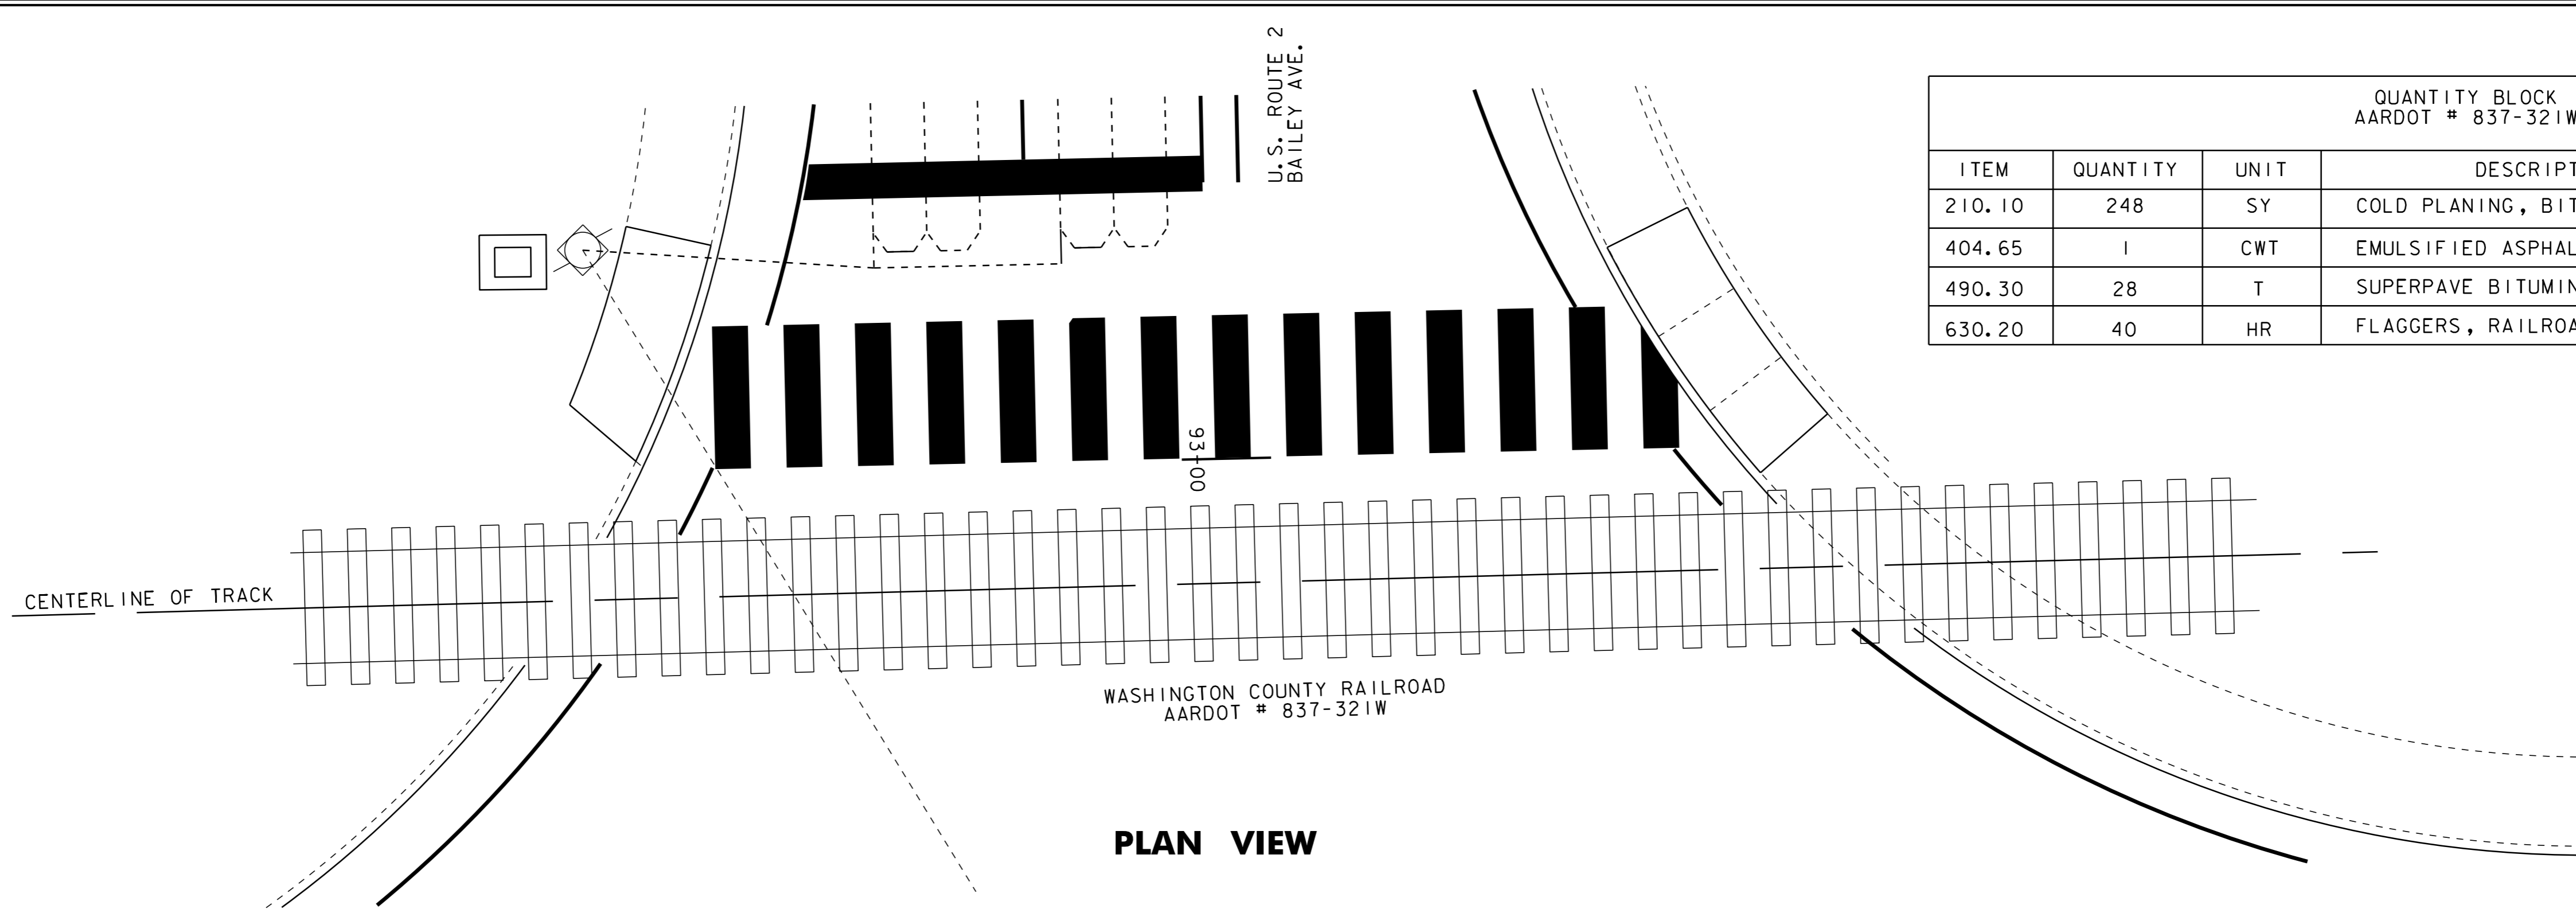 U.S. ROUTE 2
BAILEY AVE.
QUANTITY BLOCK
AARDOT # 837-321W
ITEM QUANTITY UNIT DESCRIPT
210.10 248 SY COLD PLANING, BIT
404.65 1 CWT EMULSIFIED ASPHAL
490.30 28 T SUPERPAVE BITUMIN
630.20 40 HR FLAGGERS, RAILROA
93+00
CENTERLINE OF TRACK
WASHINGTON COUNTY RAILROAD
AARDOT # 837-321W
PLAN VIEW